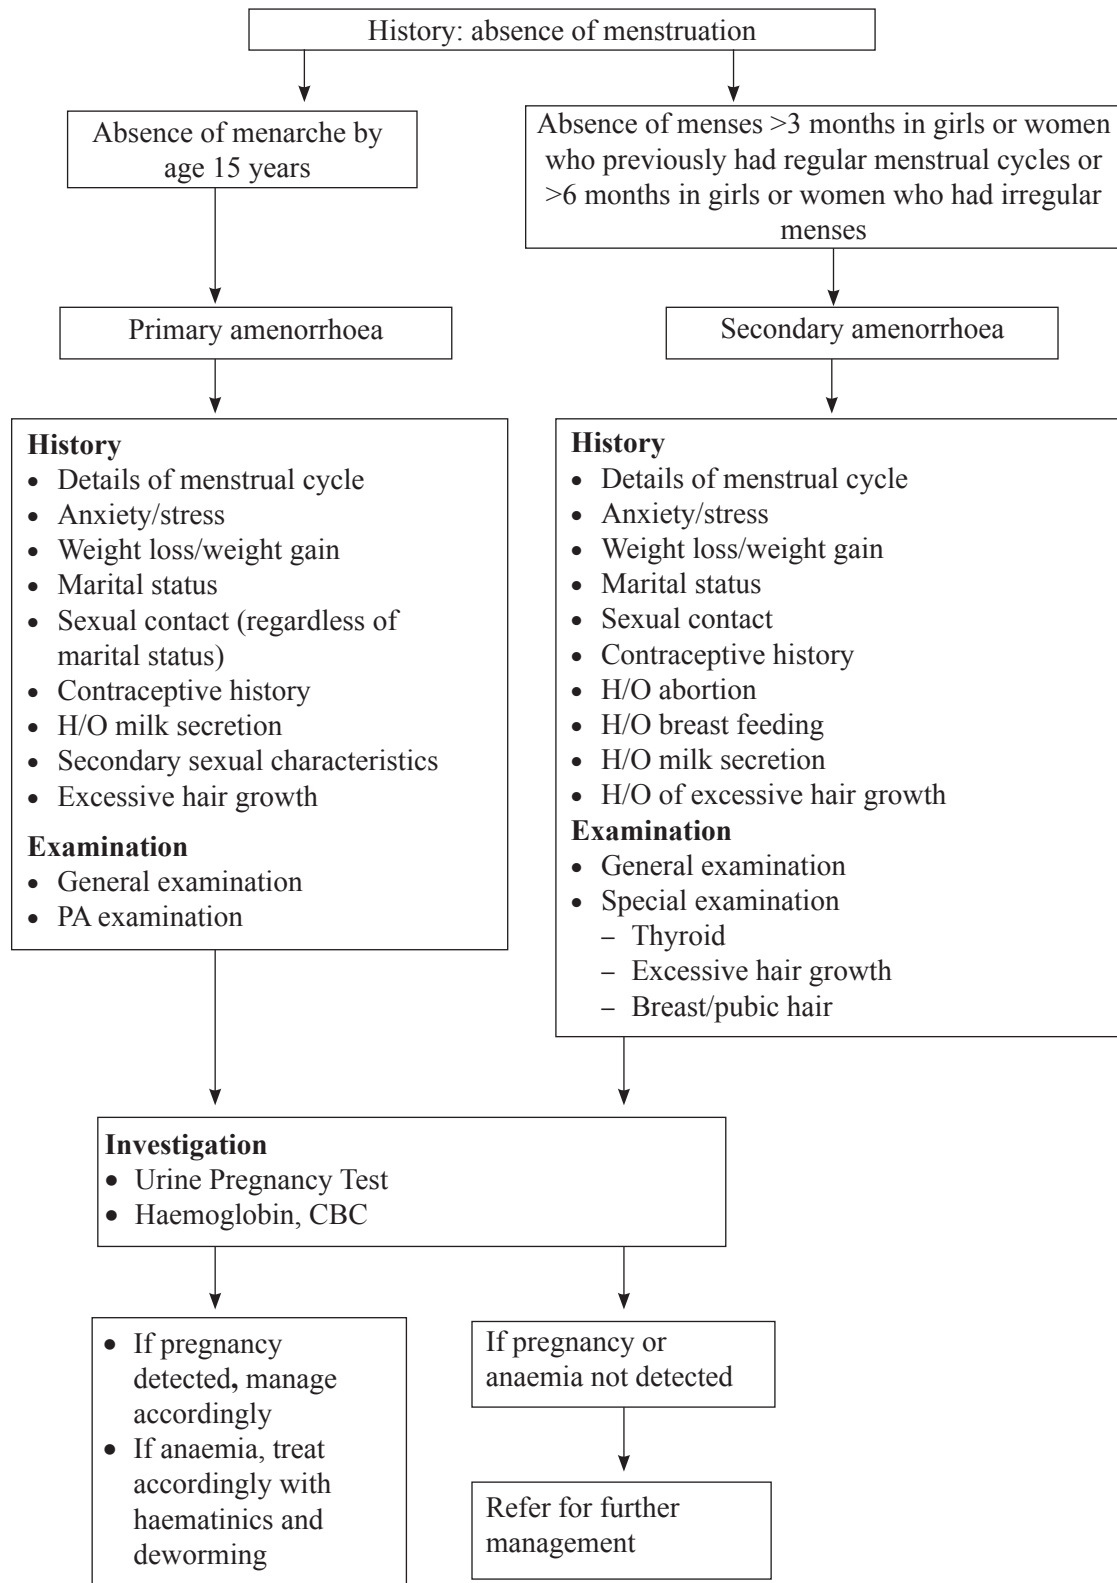 History: absence of menstruation
Absence of menarche by
age 15 years
Absence of menses >3 months in girls or women
who previously had regular menstrual cycles or
>6 months in girls or women who had irregular
menses
Primary amenorrhoea
Secondary amenorrhoea
History
• Details of menstrual cycle
• Anxiety/stress
• Weight loss/weight gain
• Marital status
• Sexual contact (regardless of
marital status)
• Contraceptive history
• H/O milk secretion
• Secondary sexual characteristics
• Excessive hair growth
Examination
• General examination
• PA examination
History
• Details of menstrual cycle
• Anxiety/stress
• Weight loss/weight gain
• Marital status
• Sexual contact
• Contraceptive history
• H/O abortion
• H/O breast feeding
• H/O milk secretion
• H/O of excessive hair growth
Examination
• General examination
• Special examination
– Thyroid
– Excessive hair growth
– Breast/pubic hair
Investigation
• Urine Pregnancy Test
• Haemoglobin, CBC
• If pregnancy
detected, manage
accordingly
• If anaemia, treat
accordingly with
haematinics and
deworming
If pregnancy or
anaemia not detected
Refer for further
management